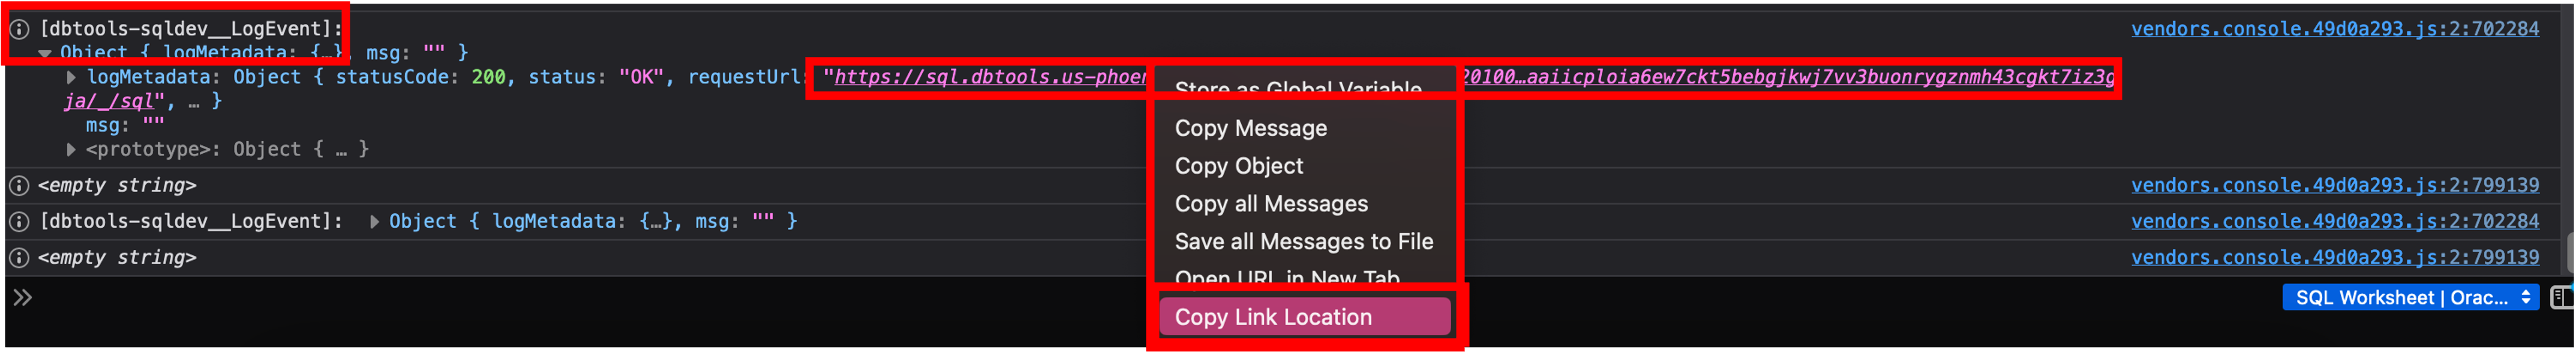 [dbtools-sqldev__LogEvent]: vendors.console.49d0a293.js:2:702284
Object { logMetadata: {…}, msg: "" }
logMetadata: Object { statusCode: 200, status: "OK", requestUrl: "https://sql.dbtools.us-phoen 20100…aaiicploia6ew7ckt5bebgjkwj7vv3buonrygznmh43cgkt7iz3g
ja/_/sql", … }
msg: ""
<prototype>: Object { … }
<empty string> vendors.console.49d0a293.js:2:799139
[dbtools-sqldev__LogEvent]: Object { logMetadata: {…}, msg: "" } vendors.console.49d0a293.js:2:702284
<empty string> vendors.console.49d0a293.js:2:799139
Store as Global Variable
Copy Message
Copy Object
Copy all Messages
Save all Messages to File
Open URL in New Tab
Copy Link Location
SQL Worksheet | Orac...